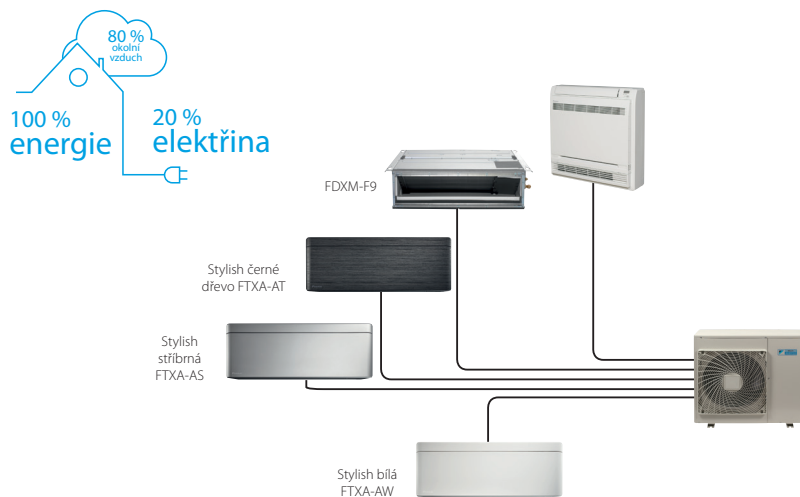 80 %
okolní
vzduch
100 %
energie
20 %
elektřina
FDXM-F9
Stylish černé
dřevo FTXA-AT
Stylish
stříbrná
FTXA-AS
Stylish bílá
FTXA-AW